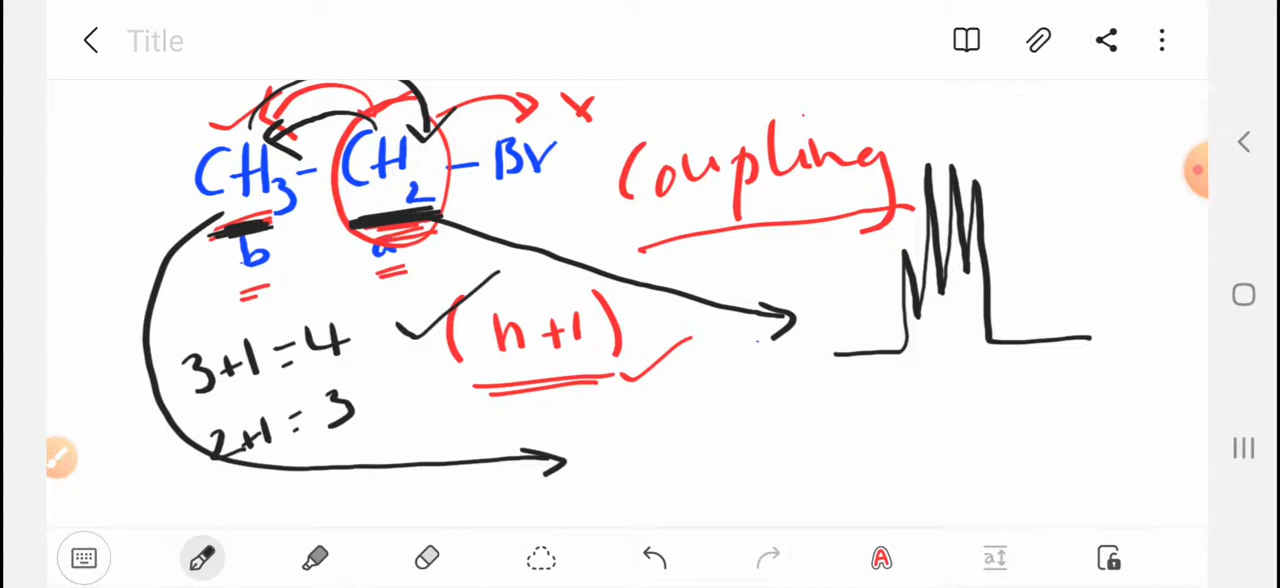 Title
CH3-CH2-Br
Coupling
b
a
(n+1)
3+1=4
2+1=3